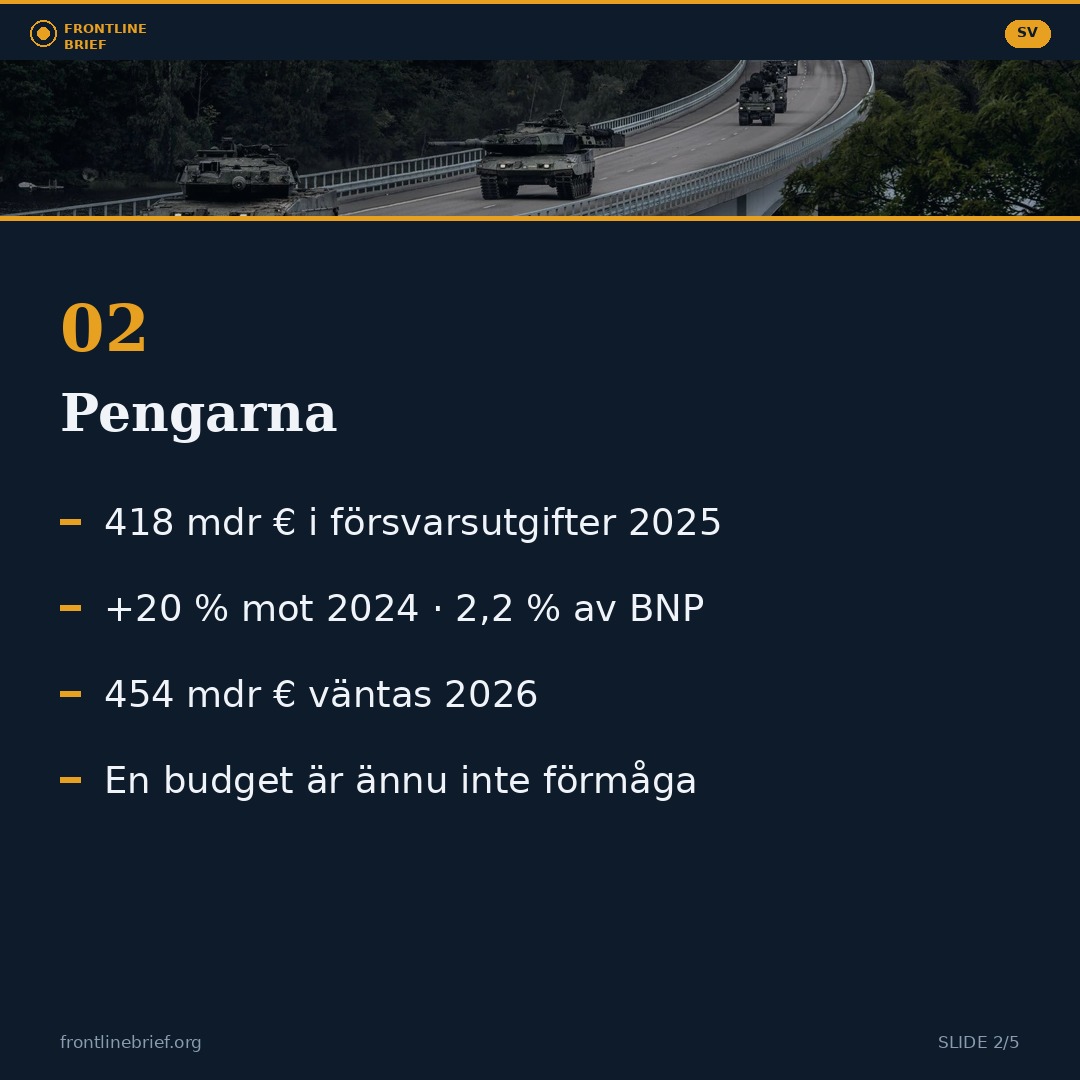 FRONTLINE
BRIEF
SV
02
Pengarna
418 mdr € i försvarsutgifter 2025
+20 % mot 2024 · 2,2 % av BNP
454 mdr € väntas 2026
En budget är ännu inte förmåga
frontlinebrief.org
SLIDE 2/5